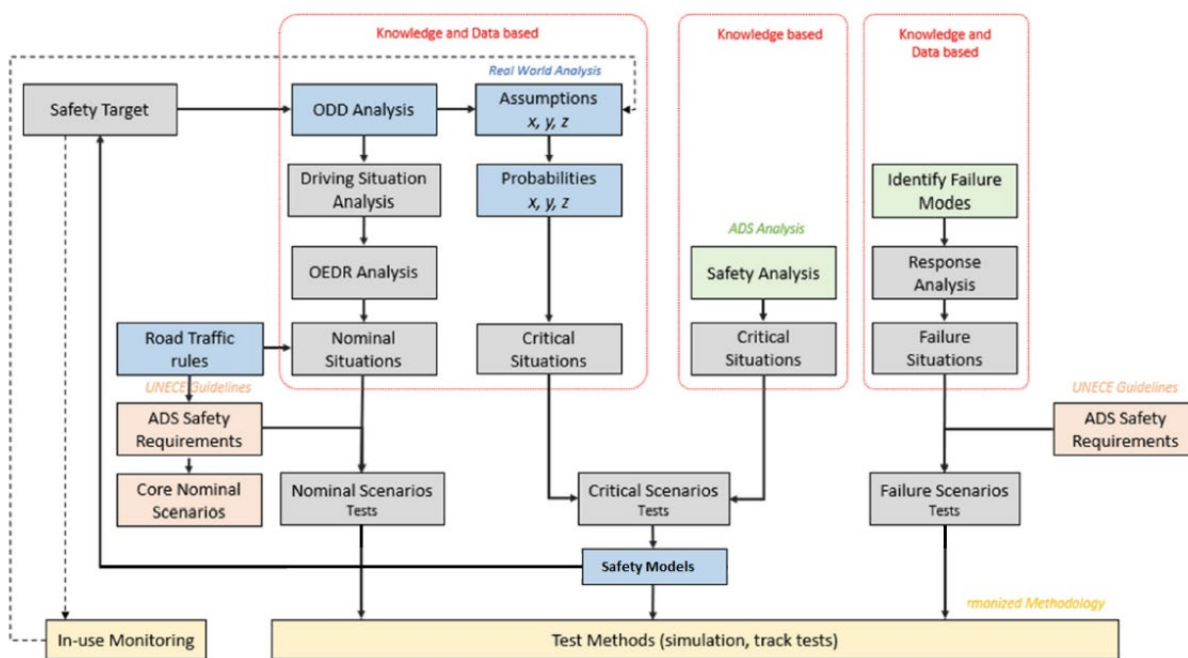 Knowledge and Data based
Knowledge based
Knowledge and
Data based
Real World Analysis
Safety Target
ODD Analysis
Assumptions
x, y, z
Driving Situation
Analysis
Probabilities
x, y, z
Identify Failure
Modes
ADS Analysis
OEDR Analysis
Safety Analysis
Response
Analysis
Road Traffic
rules
Nominal
Situations
Critical
Situations
Critical
Situations
Failure
Situations
UNECE Guidelines
UNECE Guidelines
ADS Safety
Requirements
ADS Safety
Requirements
Core Nominal
Scenarios
Nominal Scenarios
Tests
Critical Scenarios
Tests
Failure Scenarios
Tests
Safety Models
rmonized Methodology
In-use Monitoring
Test Methods (simulation, track tests)